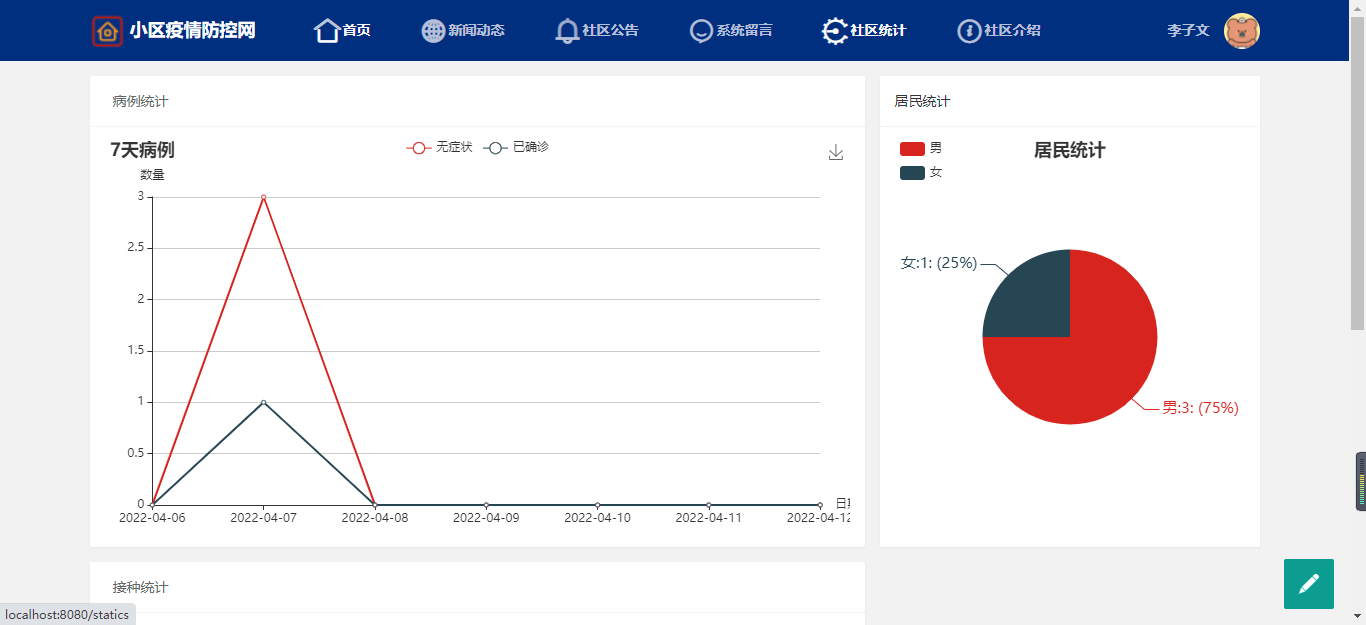 小区疫情防控网 首页 新闻动态 社区公告 系统留言 社区统计 社区介绍 李子文
病例统计
7天病例
无症状 已确诊
数量
3
2.5
2
1.5
1
0.5
0
日期
2022-04-06 2022-04-07 2022-04-08 2022-04-09 2022-04-10 2022-04-11 2022-04-12
居民统计
男
女
居民统计
女:1: (25%)
男:3: (75%)
接种统计
localhost:8080/statics